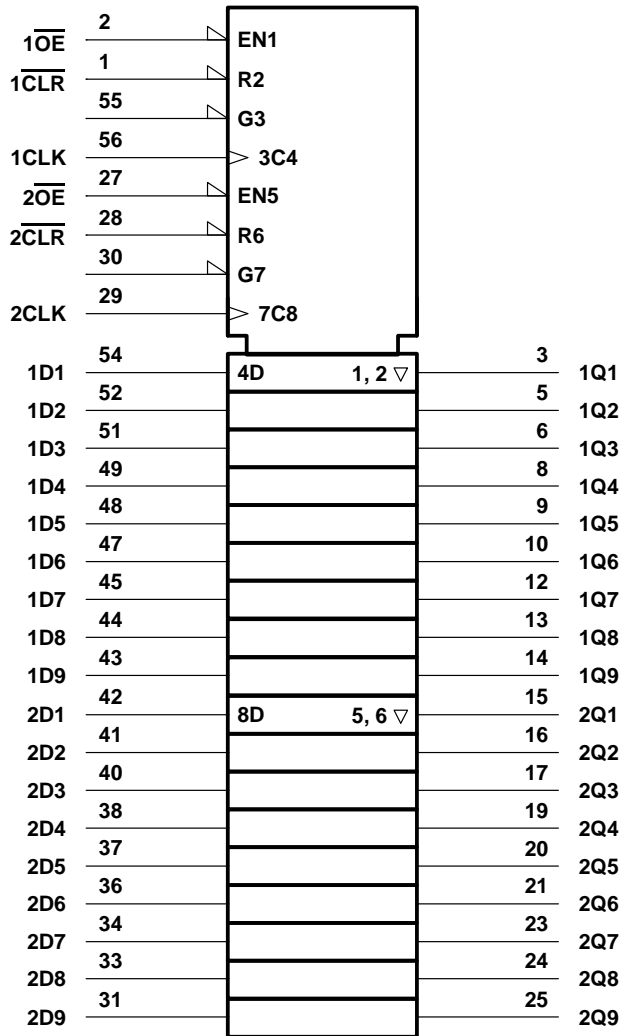 2
1O̅E̅ EN1
1
1C̅L̅R̅ R2
55
G3
56
1CLK 3C4
27
2O̅E̅ EN5
28
2C̅L̅R̅ R6
30
G7
29
2CLK 7C8
54 3
1D1 4D 1, 2 ▽ 1Q1
52 5
1D2 1Q2
51 6
1D3 1Q3
49 8
1D4 1Q4
48 9
1D5 1Q5
47 10
1D6 1Q6
45 12
1D7 1Q7
44 13
1D8 1Q8
43 14
1D9 1Q9
42 15
2D1 8D 5, 6 ▽ 2Q1
41 16
2D2 2Q2
40 17
2D3 2Q3
38 19
2D4 2Q4
37 20
2D5 2Q5
36 21
2D6 2Q6
34 23
2D7 2Q7
33 24
2D8 2Q8
31 25
2D9 2Q9